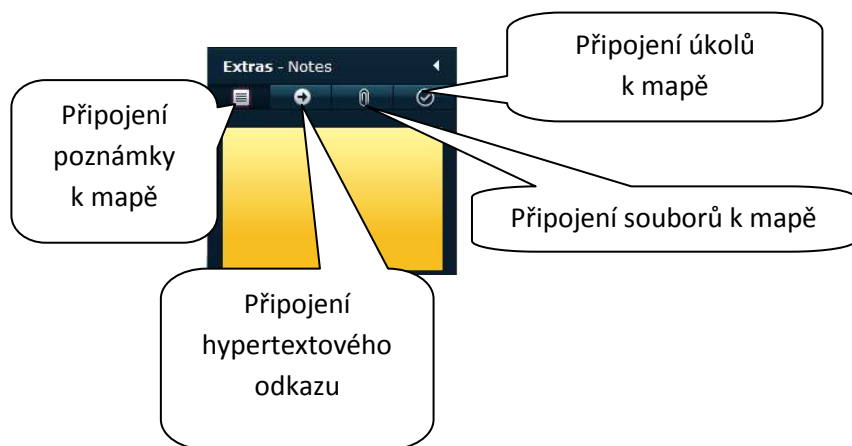 Extras - Notes
Připojení úkolů
k mapě
Připojení
poznámky
k mapě
Připojení souborů k mapě
Připojení
hypertextového
odkazu